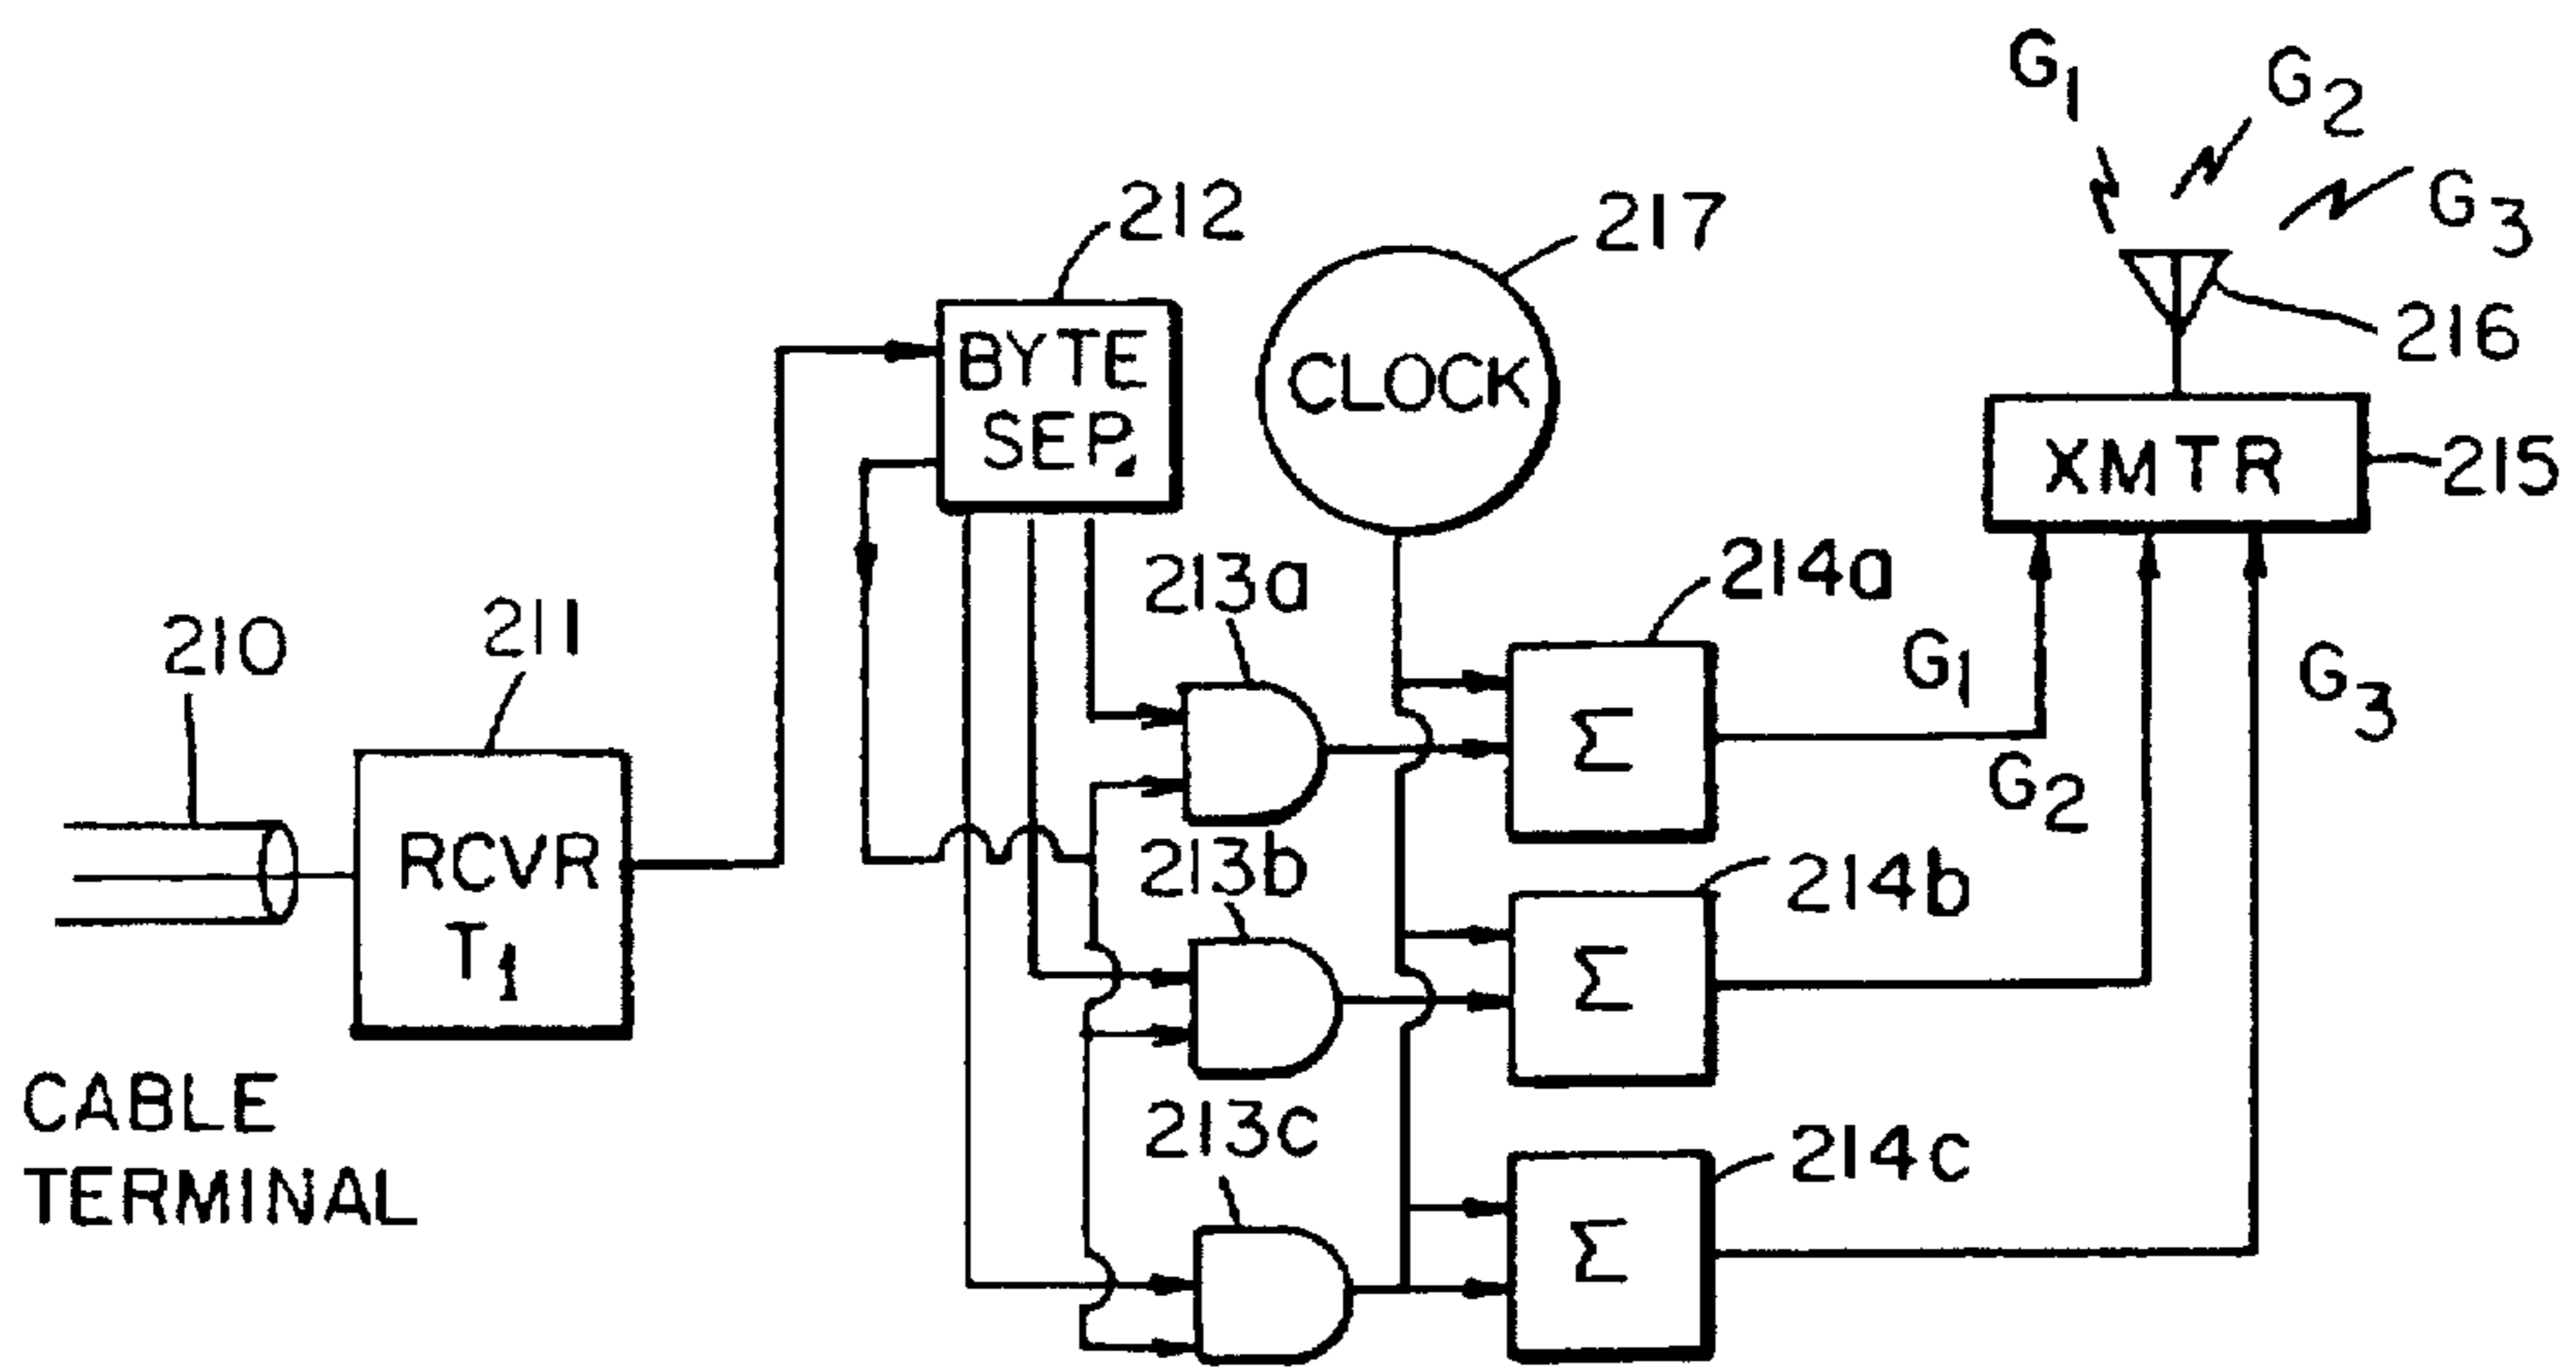 G1
G2
G3
212
217
216
BYTE
SEP.
CLOCK
XMTR
215
213a
214a
210
211
G1
G2
G3
RCVR
T1
213b
214b
Σ
Σ
213c
214c
Σ
CABLE
TERMINAL